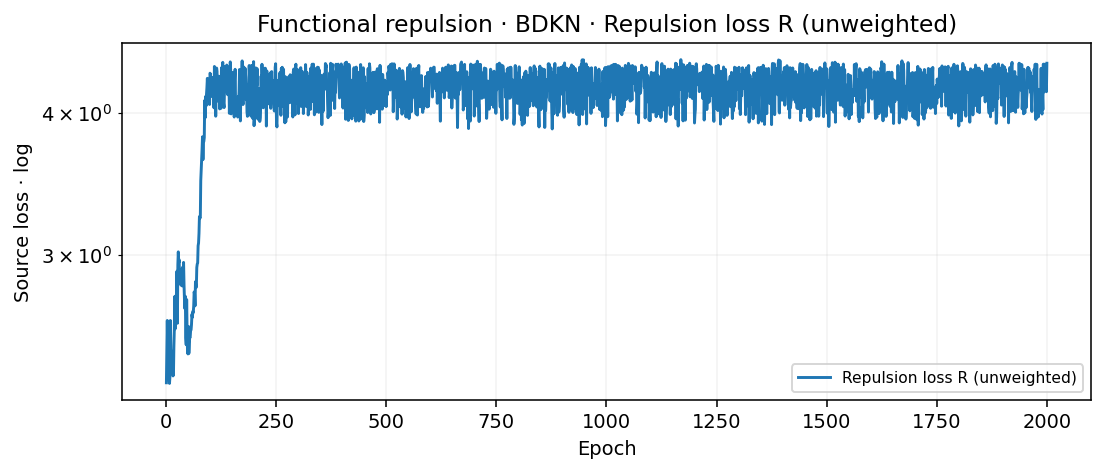 Functional repulsion · BDKN · Repulsion loss R (unweighted)
Source loss · log
4 × 10⁰
3 × 10⁰
Repulsion loss R (unweighted)
0 250 500 750 1000 1250 1500 1750 2000
Epoch